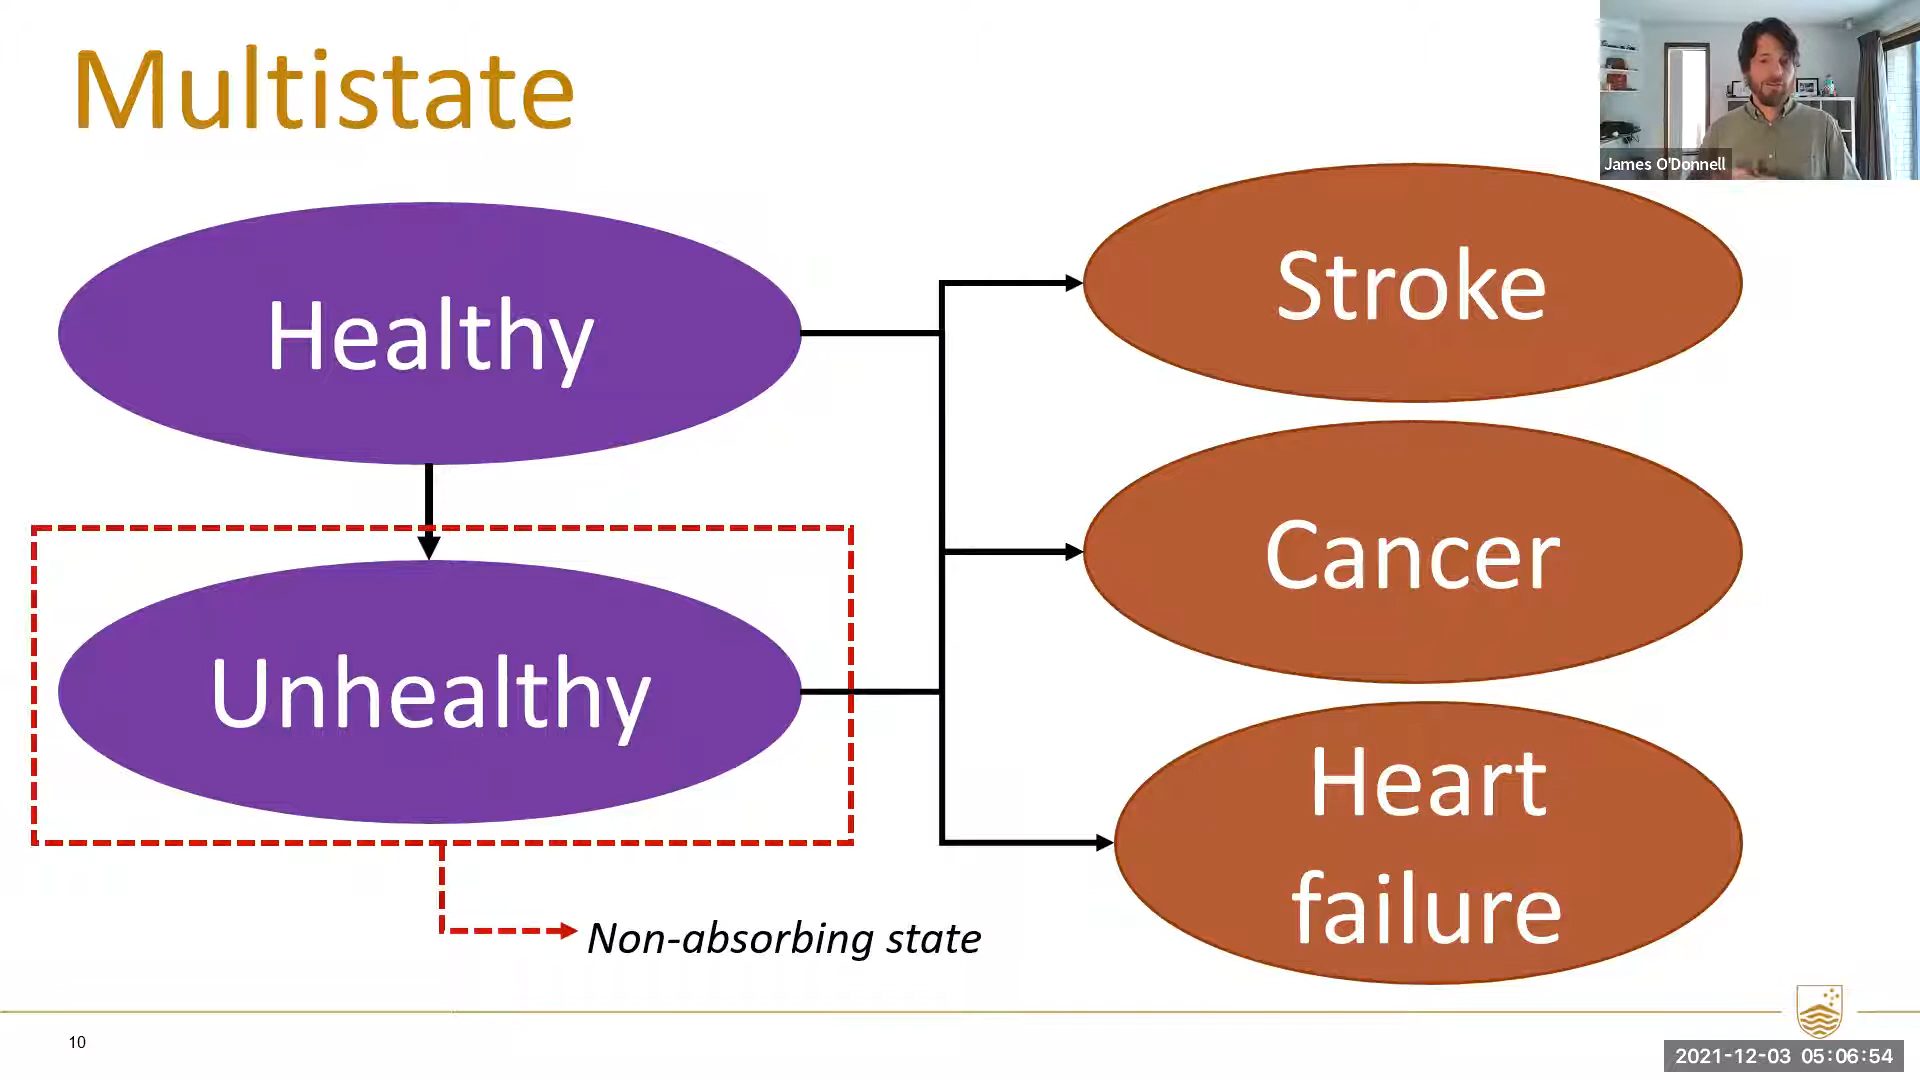 Multistate
James O'Donnell
Healthy
Stroke
Cancer
Unhealthy
Heart
failure
Non-absorbing state
10
2021-12-03 05:06:54